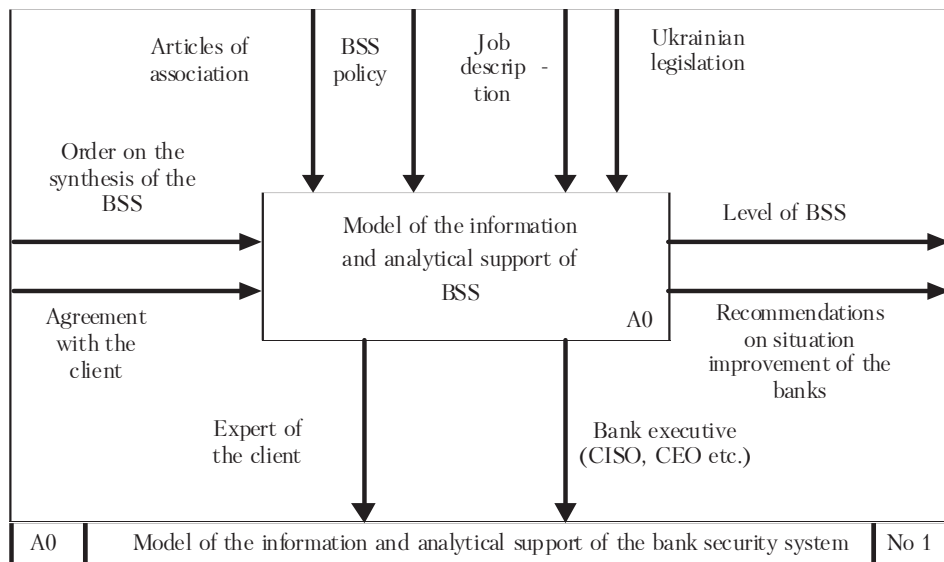 Articles of
association
BSS
policy
Job
descrip -
tion
Ukrainian
legislation
Order on the
synthesis of the
BSS
Model of the information
and analytical support of
BSS
A0
Level of BSS
Agreement
with the
client
Recommendations
on situation
improvement of the
banks
Expert of
the client
Bank executive
(CISO, CEO etc.)
A0
Model of the information and analytical support of the bank security system
No 1